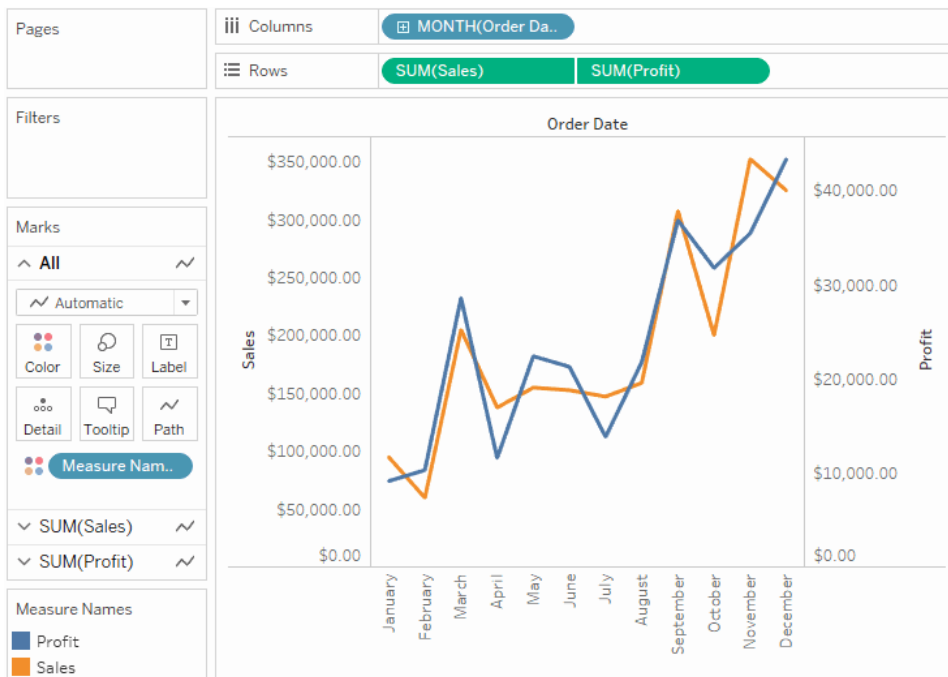 Pages
Columns
MONTH(Order Da..
Rows
SUM(Sales)
SUM(Profit)
Filters
Marks
All
Automatic
Color
Size
Label
Detail
Tooltip
Path
Measure Nam..
SUM(Sales)
SUM(Profit)
Measure Names
Profit
Sales
Order Date
Sales
$350,000.00
$300,000.00
$250,000.00
$200,000.00
$150,000.00
$100,000.00
$50,000.00
$0.00
$40,000.00
$30,000.00
$20,000.00
$10,000.00
$0.00
Profit
January
February
March
April
May
June
July
August
September
October
November
December